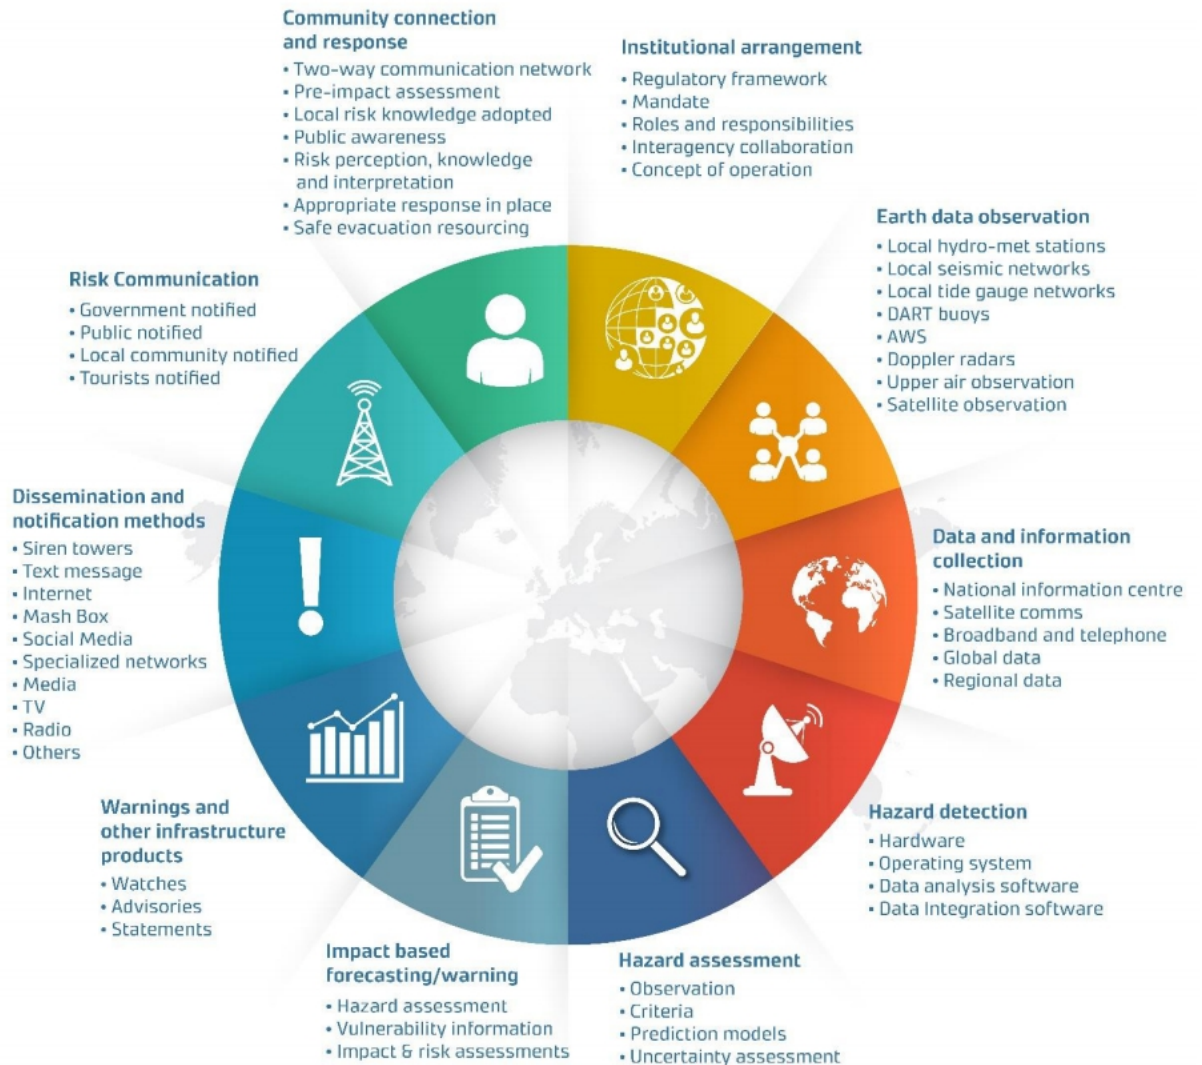 Community connection
and response
• Two-way communication network
• Pre-impact assessment
• Local risk knowledge adopted
• Public awareness
• Risk perception, knowledge
and interpretation
• Appropriate response in place
• Safe evacuation resourcing
Institutional arrangement
• Regulatory framework
• Mandate
• Roles and responsibilities
• Interagency collaboration
• Concept of operation
Earth data observation
• Local hydro-met stations
• Local seismic networks
• Local tide gauge networks
• DART buoys
• AWS
• Doppler radars
• Upper air observation
• Satellite observation
Data and information
collection
• National information centre
• Satellite comms
• Broadband and telephone
• Global data
• Regional data
Hazard detection
• Hardware
• Operating system
• Data analysis software
• Data Integration software
Hazard assessment
• Observation
• Criteria
• Prediction models
• Uncertainty assessment
Impact based
forecasting/warning
• Hazard assessment
• Vulnerability information
• Impact & risk assessments
Warnings and
other infrastructure
products
• Watches
• Advisories
• Statements
Dissemination and
notification methods
• Siren towers
• Text message
• Internet
• Mash Box
• Social Media
• Specialized networks
• Media
• TV
• Radio
• Others
Risk Communication
• Government notified
• Public notified
• Local community notified
• Tourists notified